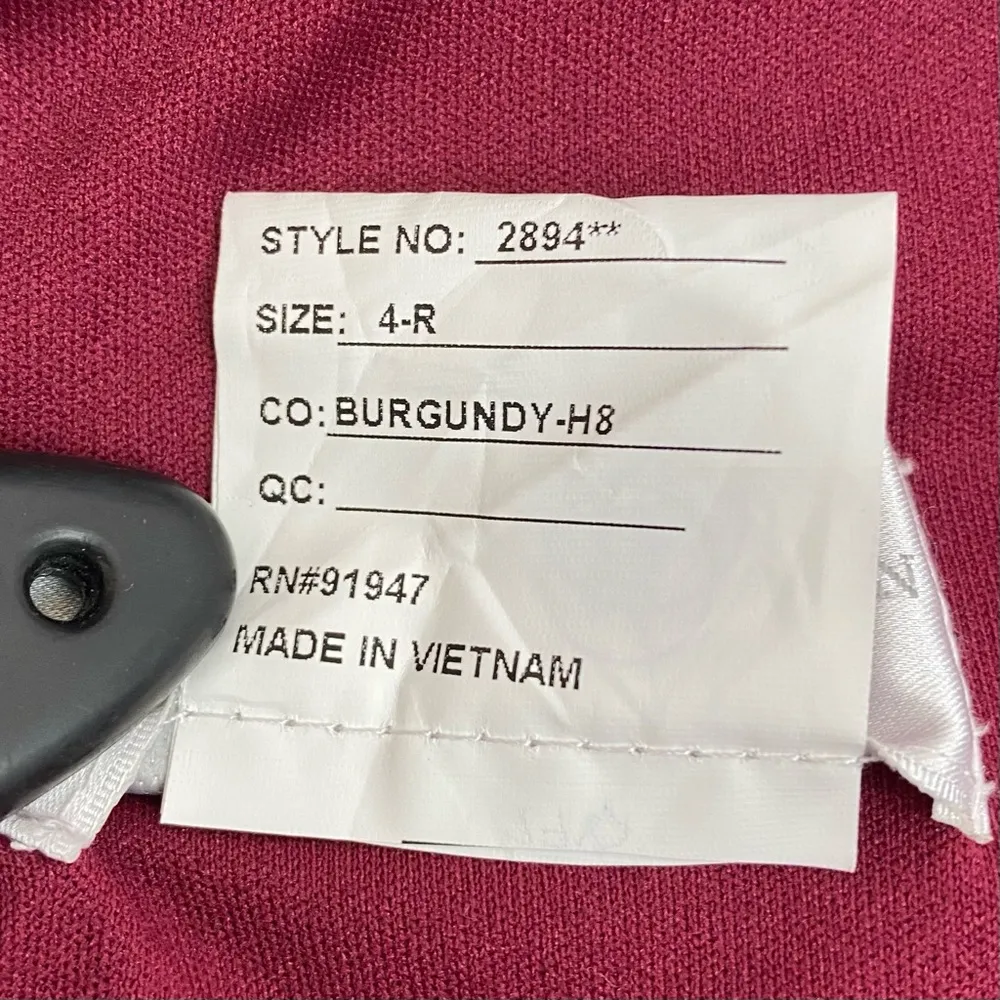 STYLE NO: 2894**
SIZE: 4-R
CO: BURGUNDY-H8
QC:
RN#91947
MADE IN VIETNAM